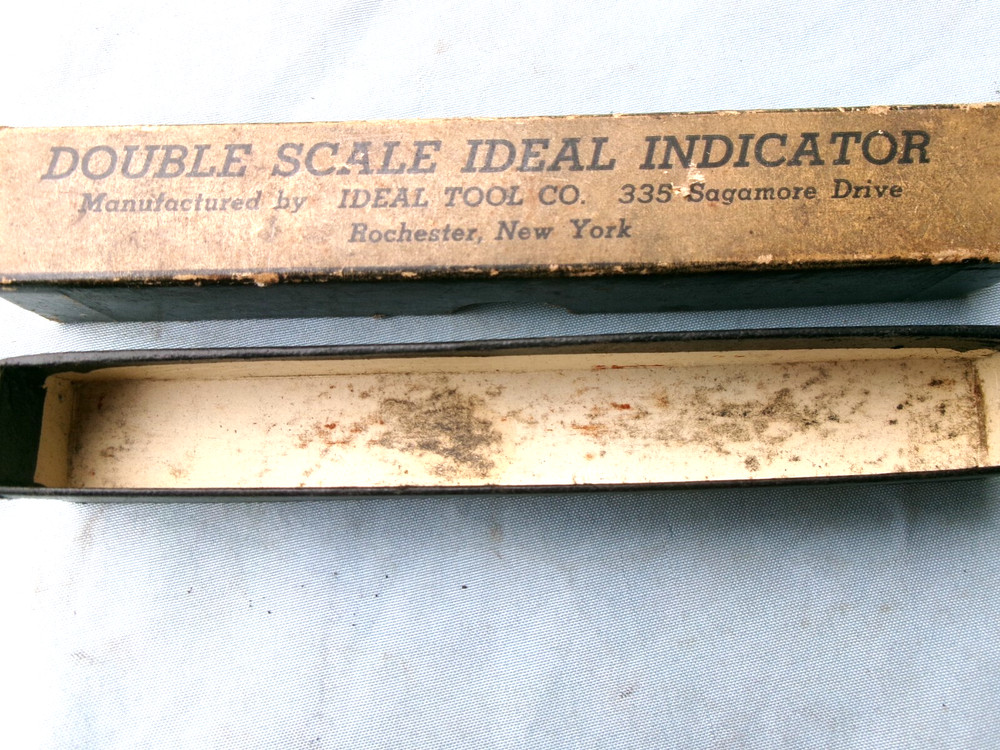 DOUBLE SCALE IDEAL INDICATOR
Manufactured by IDEAL TOOL CO. 335 Sagamore Drive
Rochester, New York